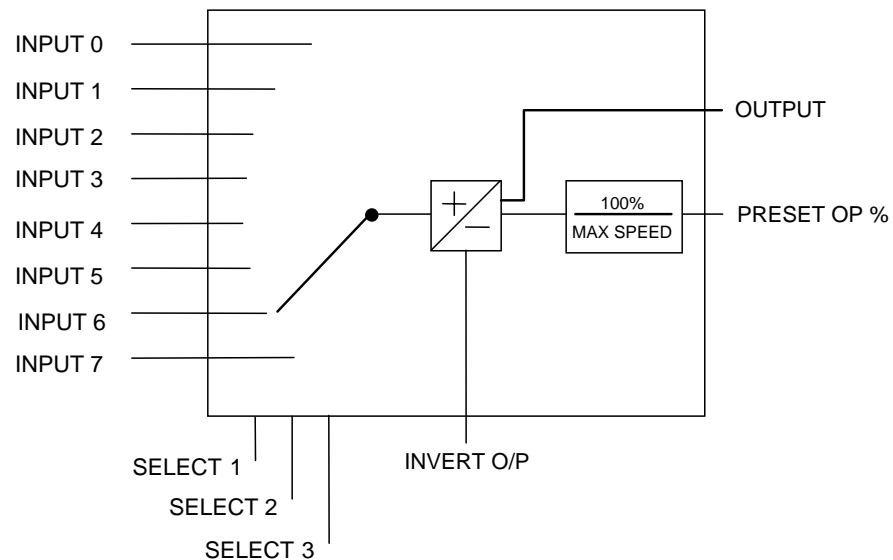 INPUT 0
INPUT 1
INPUT 2
INPUT 3
INPUT 4
INPUT 5
INPUT 6
INPUT 7
+
−
100%
MAX SPEED
OUTPUT
PRESET OP %
SELECT 1
SELECT 2
SELECT 3
INVERT O/P